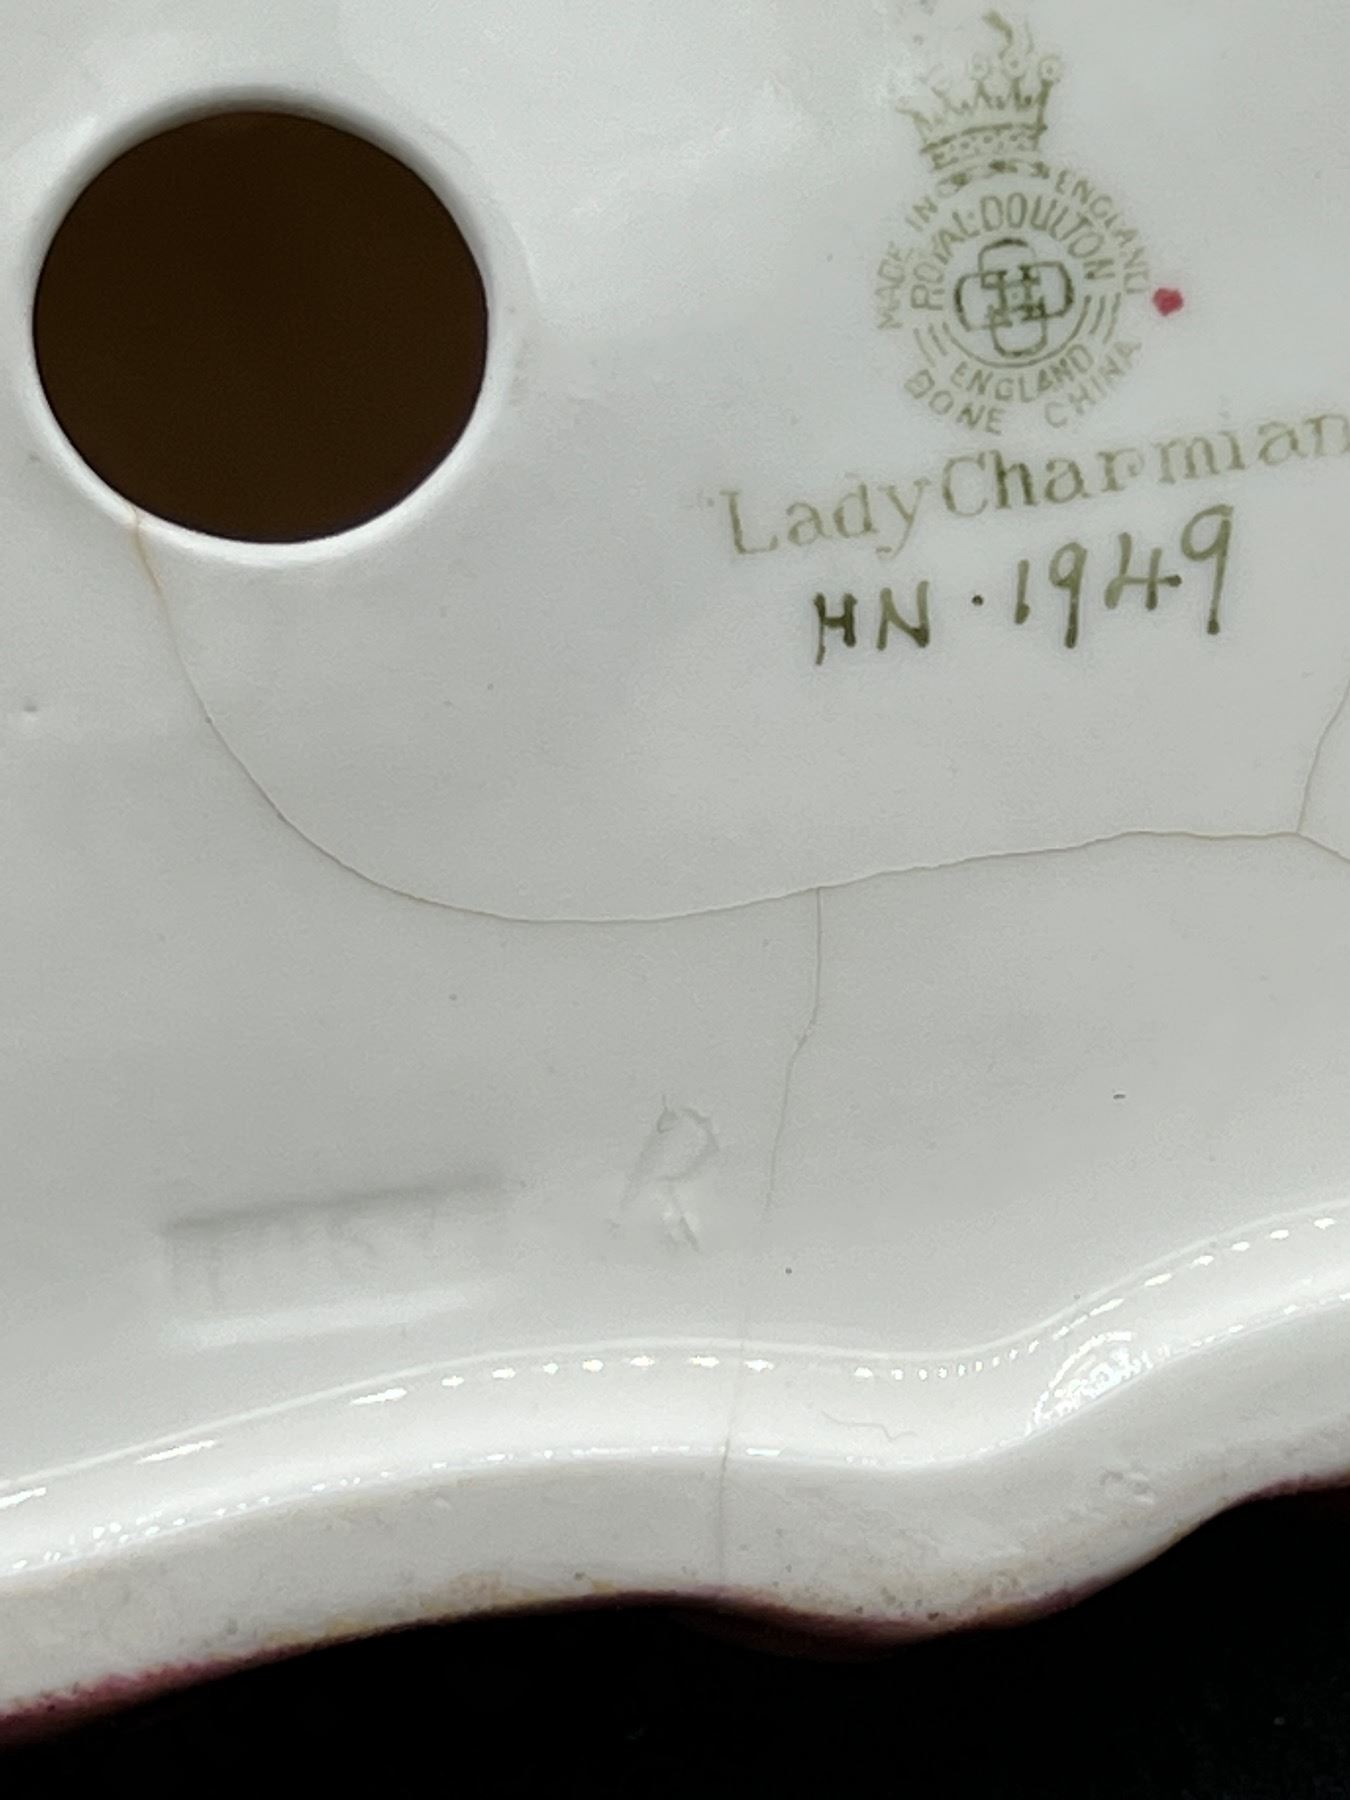 MADE IN ENGLAND
ROYAL DOULTON
ENGLAND
BONE CHINA
Lady Charmian
HN · 1949
R